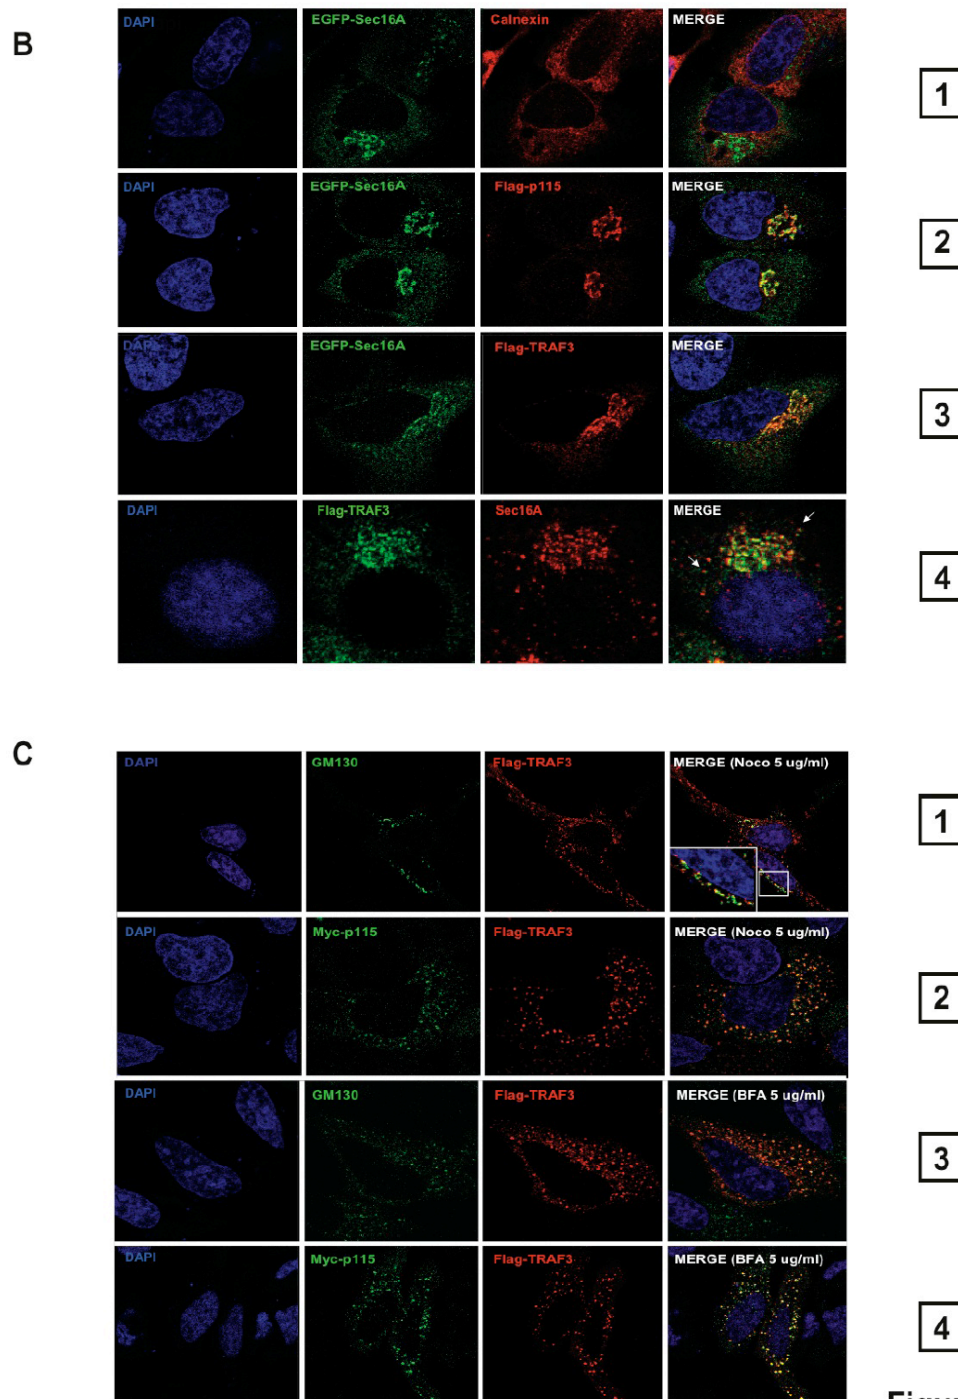 B
DAPI EGFP-Sec16A Calnexin MERGE
1
DAPI EGFP-Sec16A Flag-p115 MERGE
2
DAPI EGFP-Sec16A Flag-TRAF3 MERGE
3
DAPI Flag-TRAF3 Sec16A MERGE
4
C
DAPI GM130 Flag-TRAF3 MERGE (Noco 5 ug/ml)
1
DAPI Myc-p115 Flag-TRAF3 MERGE (Noco 5 ug/ml)
2
DAPI GM130 Flag-TRAF3 MERGE (BFA 5 ug/ml)
3
DAPI Myc-p115 Flag-TRAF3 MERGE (BFA 5 ug/ml)
4